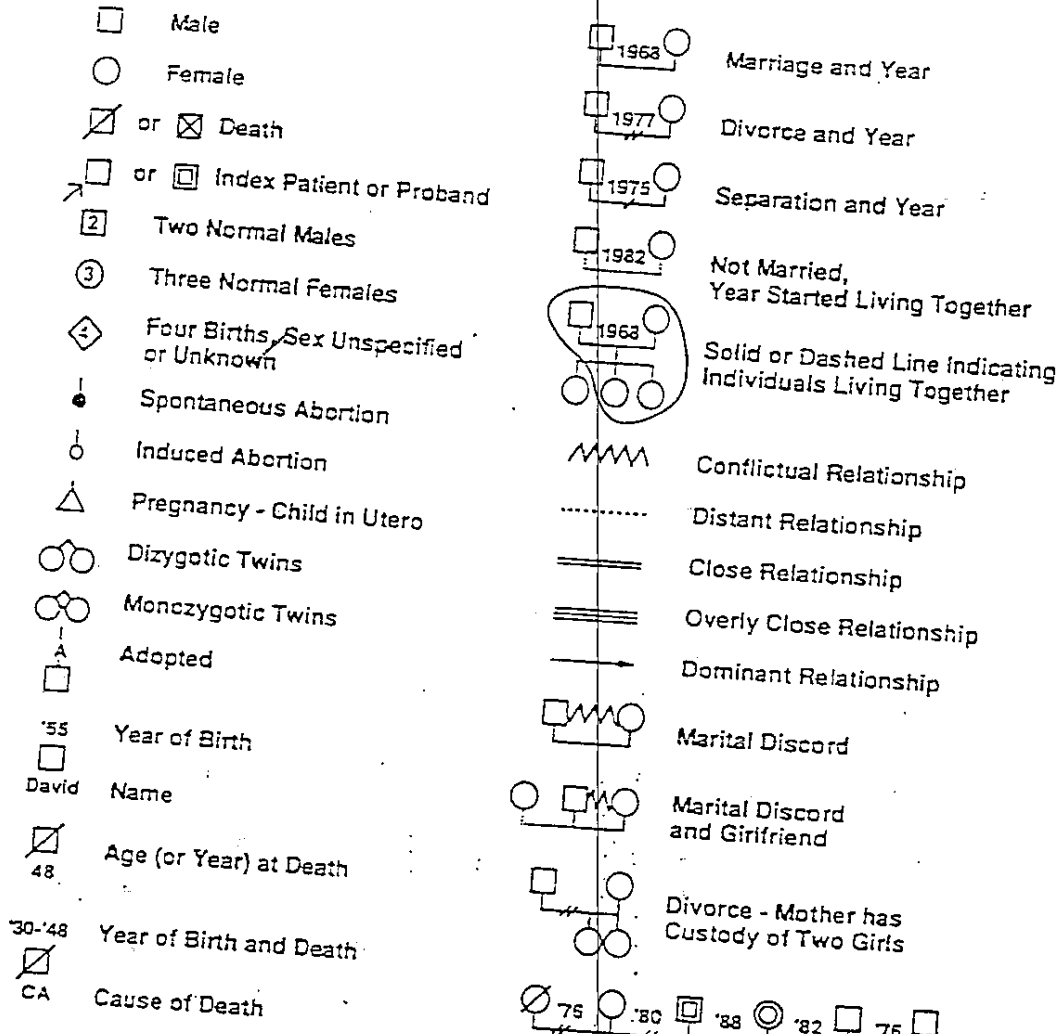 Male
Female
or
Death
or
Index Patient or Proband
2
Two Normal Males
3
Three Normal Females
4
Four Births, Sex Unspecified
or Unknown
Spontaneous Abortion
Induced Abortion
Pregnancy - Child in Utero
Dizygotic Twins
Monozygotic Twins
A
Adopted
'55
Year of Birth
David
Name
48
Age (or Year) at Death
'30-'48
Year of Birth and Death
CA
Cause of Death
1968
Marriage and Year
1977
Divorce and Year
1975
Separation and Year
1982
Not Married,
Year Started Living Together
1968
Solid or Dashed Line Indicating
Individuals Living Together
Conflictual Relationship
Distant Relationship
Close Relationship
Overly Close Relationship
Dominant Relationship
Marital Discord
Marital Discord
and Girlfriend
Divorce - Mother has
Custody of Two Girls
'75 '80 '88 '82 '75